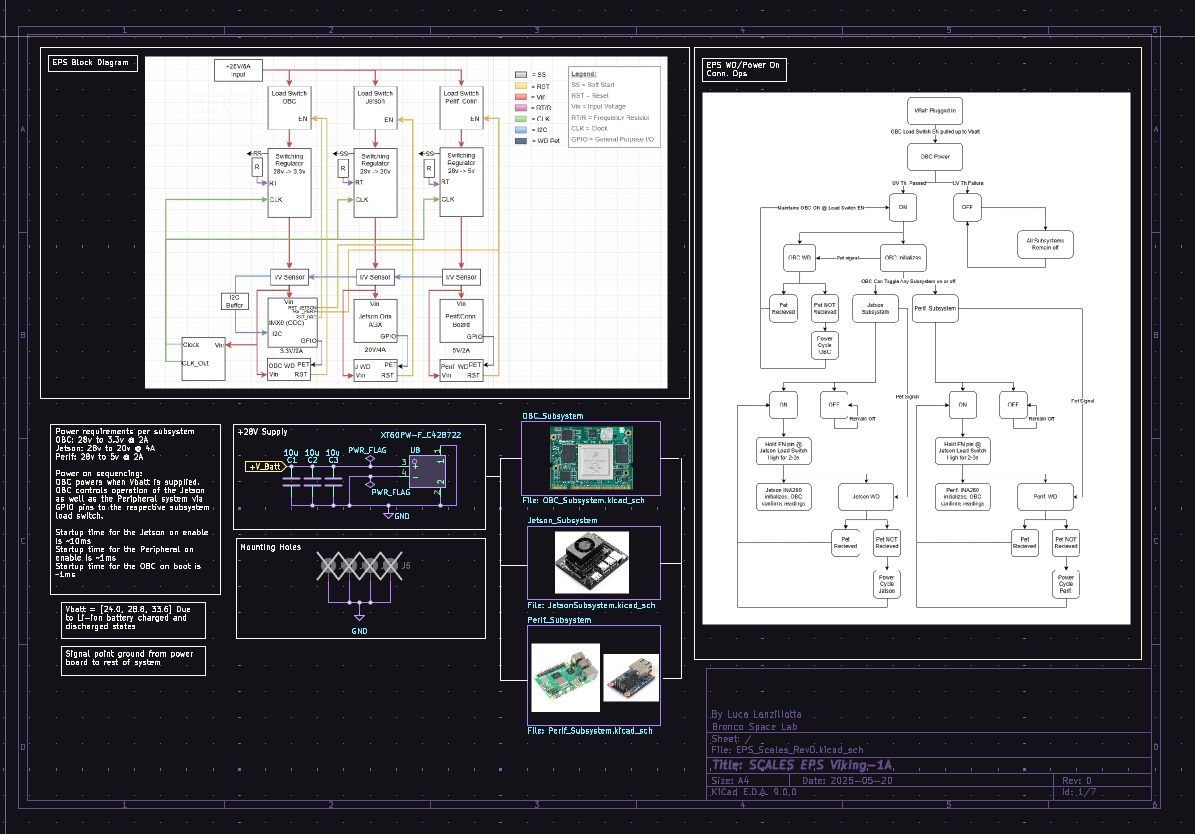 EPS Block Diagram
+28V/8A
Input
Load Switch
OBC
EN
Load Switch
Jetson
EN
Load Switch
Perif. Conn
EN
= SS
= RST
= Vin
= RT/R
= CLK
= I2C
= WD Pet
Legend:
SS = Soft Start
RST = Reset
Vin = Input Voltage
RT/R = Frequency Resistor
CLK = Clock
GPIO = General Purpose I/O
SS
R
Switching
Regulator
28v -> 3.3v
RT
CLK
SS
R
Switching
Regulator
28v -> 20v
RT
CLK
SS
R
Switching
Regulator
28v -> 5v
RT
CLK
I/V Sensor
I/V Sensor
I/V Sensor
I2C
Buffer
Vin
RST_JETSON
RST_PERIF
RST_OBC
IMX8 (OBC)
I2C
GPIO
3.3V/2A
Vin
Jetson Orin
AGX
GPIO
20V/4A
Vin
Perif/Conn
Board
GPIO
5V/2A
Clock
Vin
CLK_Out
OBC WD
PET
Vin
RST
J WD
PET
Vin
RST
Perif. WD
PET
Vin
RST
EPS WD/Power On
Conn. Ops
VBatt Plugged In
OBC Load Switch EN pulled up to Vbatt
OBC Power
UV Th. Passed
UV Th.Failure
Maintains OBC ON @ Load Switch EN
ON
OFF
All Subsystems
Remain off
OBC WD
Pet signal
OBC Initializes
OBC Can Toggle Any Subsystem on or off
Pet
Recieved
Pet NOT
Recieved
Jetson
Subsystem
Perif. Subsystem
Power
Cycle
OBC
Pet Signal
Pet Signal
ON
OFF
Remain Off
ON
OFF
Remain Off
Hold EN pin @
Jetson Load Switch
High for 2-3s
Hold EN pin @
Jetson Load Switch
High for 2-3s
Jetson INA260
initializes, OBC
confirms readings
Jetson WD
Perif. INA260
initializes, OBC
confirms readings
Perif. WD
Pet
Recieved
Pet NOT
Recieved
Pet
Recieved
Pet NOT
Recieved
Power
Cycle
Jetson
Power
Cycle
Perif.
Power requirements per subsystem
OBC: 28v to 3.3v @ 2A
Jetson: 28v to 20v @ 4A
Perif: 28v to 5v @ 2A
Power on sequencing:
OBC powers when Vbatt is supplied.
OBC controls operation of the Jetson
as well as the Peripheral system via
GPIO pins to the respective subsystem
load switch.
Startup time for the Jetson on enable
is ~10ms
Startup time for the Peripheral on
enable is ~1ms
Startup time for the OBC on boot is
~1ms
Vbatt = [24.0, 28.8, 33.6] Due
to Li-Ion battery charged and
discharged states
Signal point ground from power
board to rest of system
+28V Supply
XT60PW-F_C428722
+V_Batt
10u
C1
10u
C2
10u
C3
PWR_FLAG
PWR_FLAG
U8
GND
Mounting Holes
J5
GND
OBC_Subsystem
File: OBC_Subsystem.kicad_sch
Jetson_Subsystem
File: JetsonSubsystem.kicad_sch
Perif_Subsystem
File: Perif_Subsystem.kicad_sch
By Luca Lanzillotta
Bronco Space Lab
Sheet: /
File: EPS_Scales_RevD.kicad_sch
Title: SCALES EPS Viking-1A
Size: A4
Date: 2025-05-20
Rev: D
KiCad E.D.A. 9.0.0
Id: 1/7